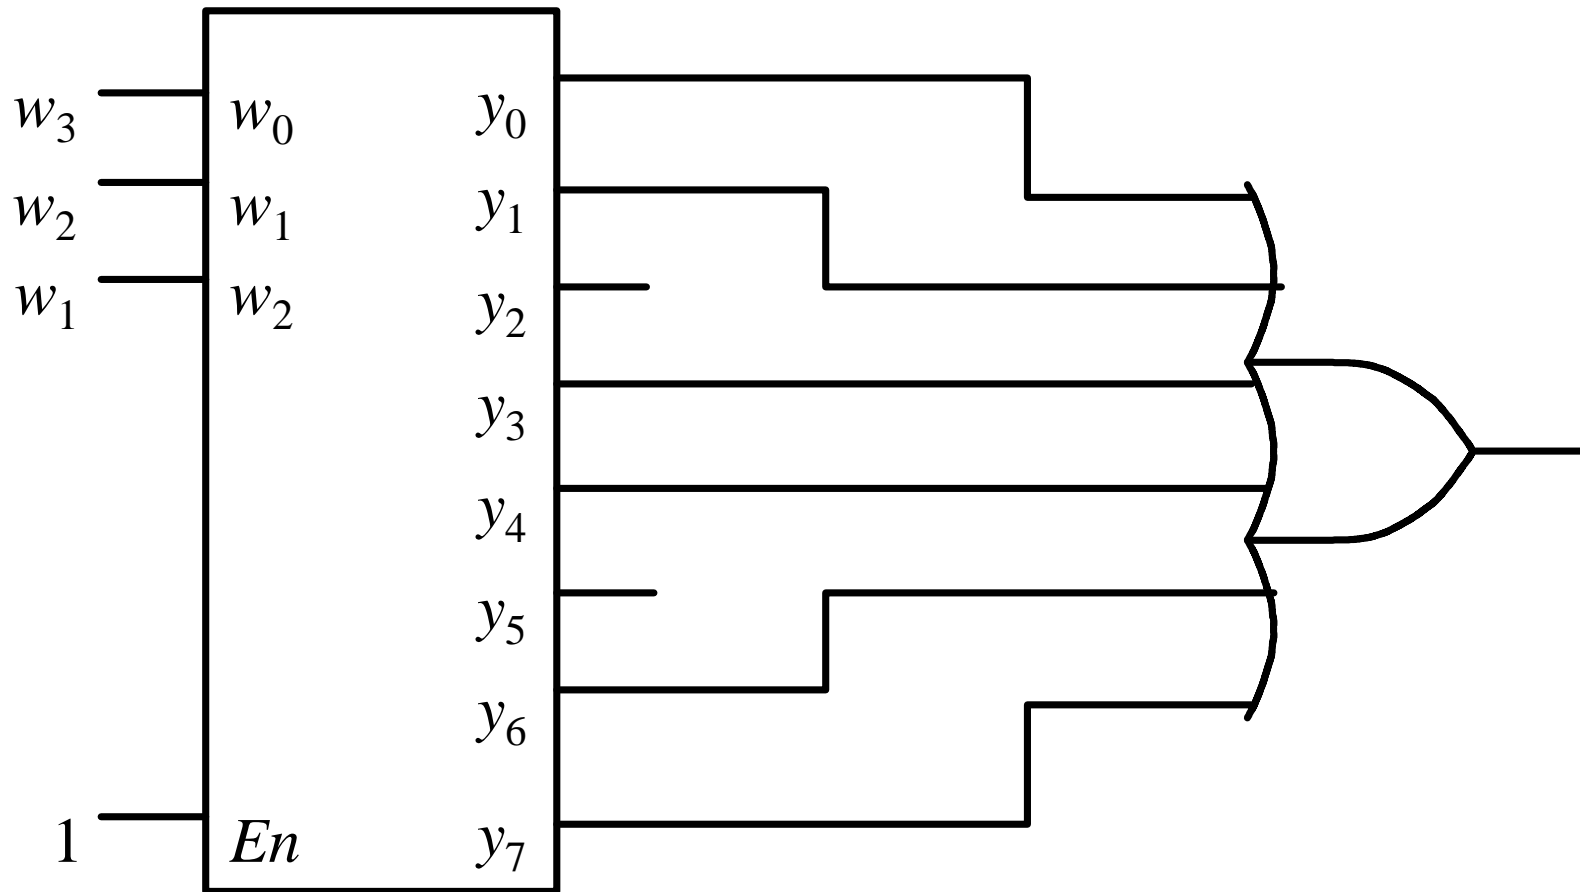 w₃ w₀ y₀
w₂ w₁ y₁
w₁ w₂ y₂
y₃
y₄
y₅
y₆
1 En y₇